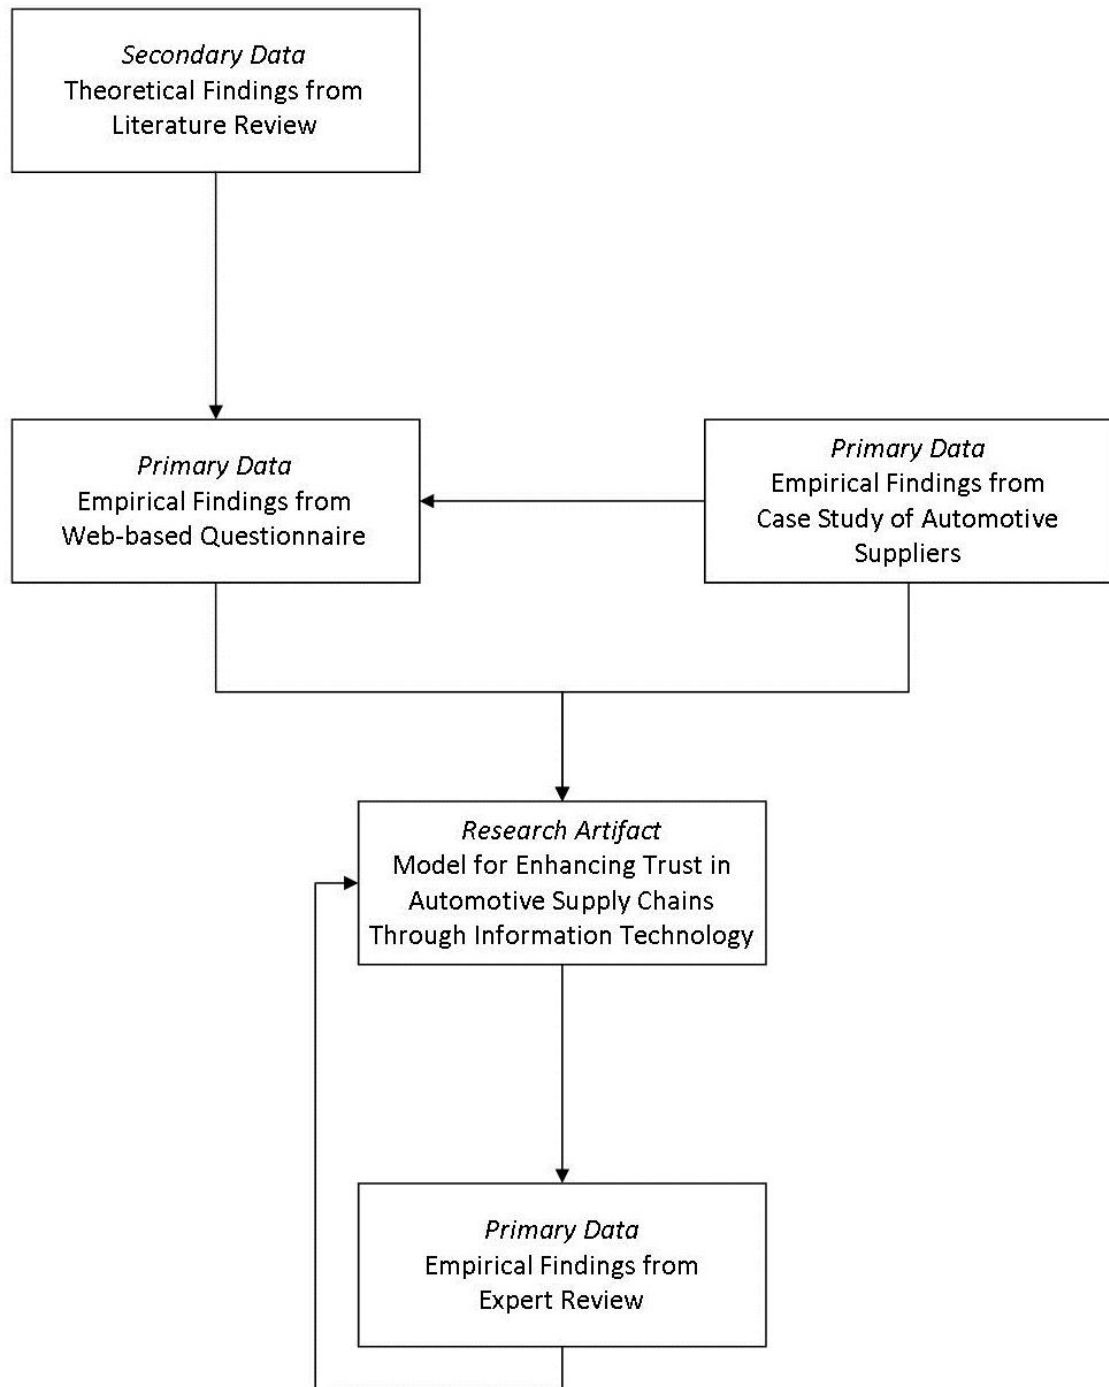 Secondary Data
Theoretical Findings from
Literature Review
Primary Data
Empirical Findings from
Web-based Questionnaire
Primary Data
Empirical Findings from
Case Study of Automotive
Suppliers
Research Artifact
Model for Enhancing Trust in
Automotive Supply Chains
Through Information Technology
Primary Data
Empirical Findings from
Expert Review